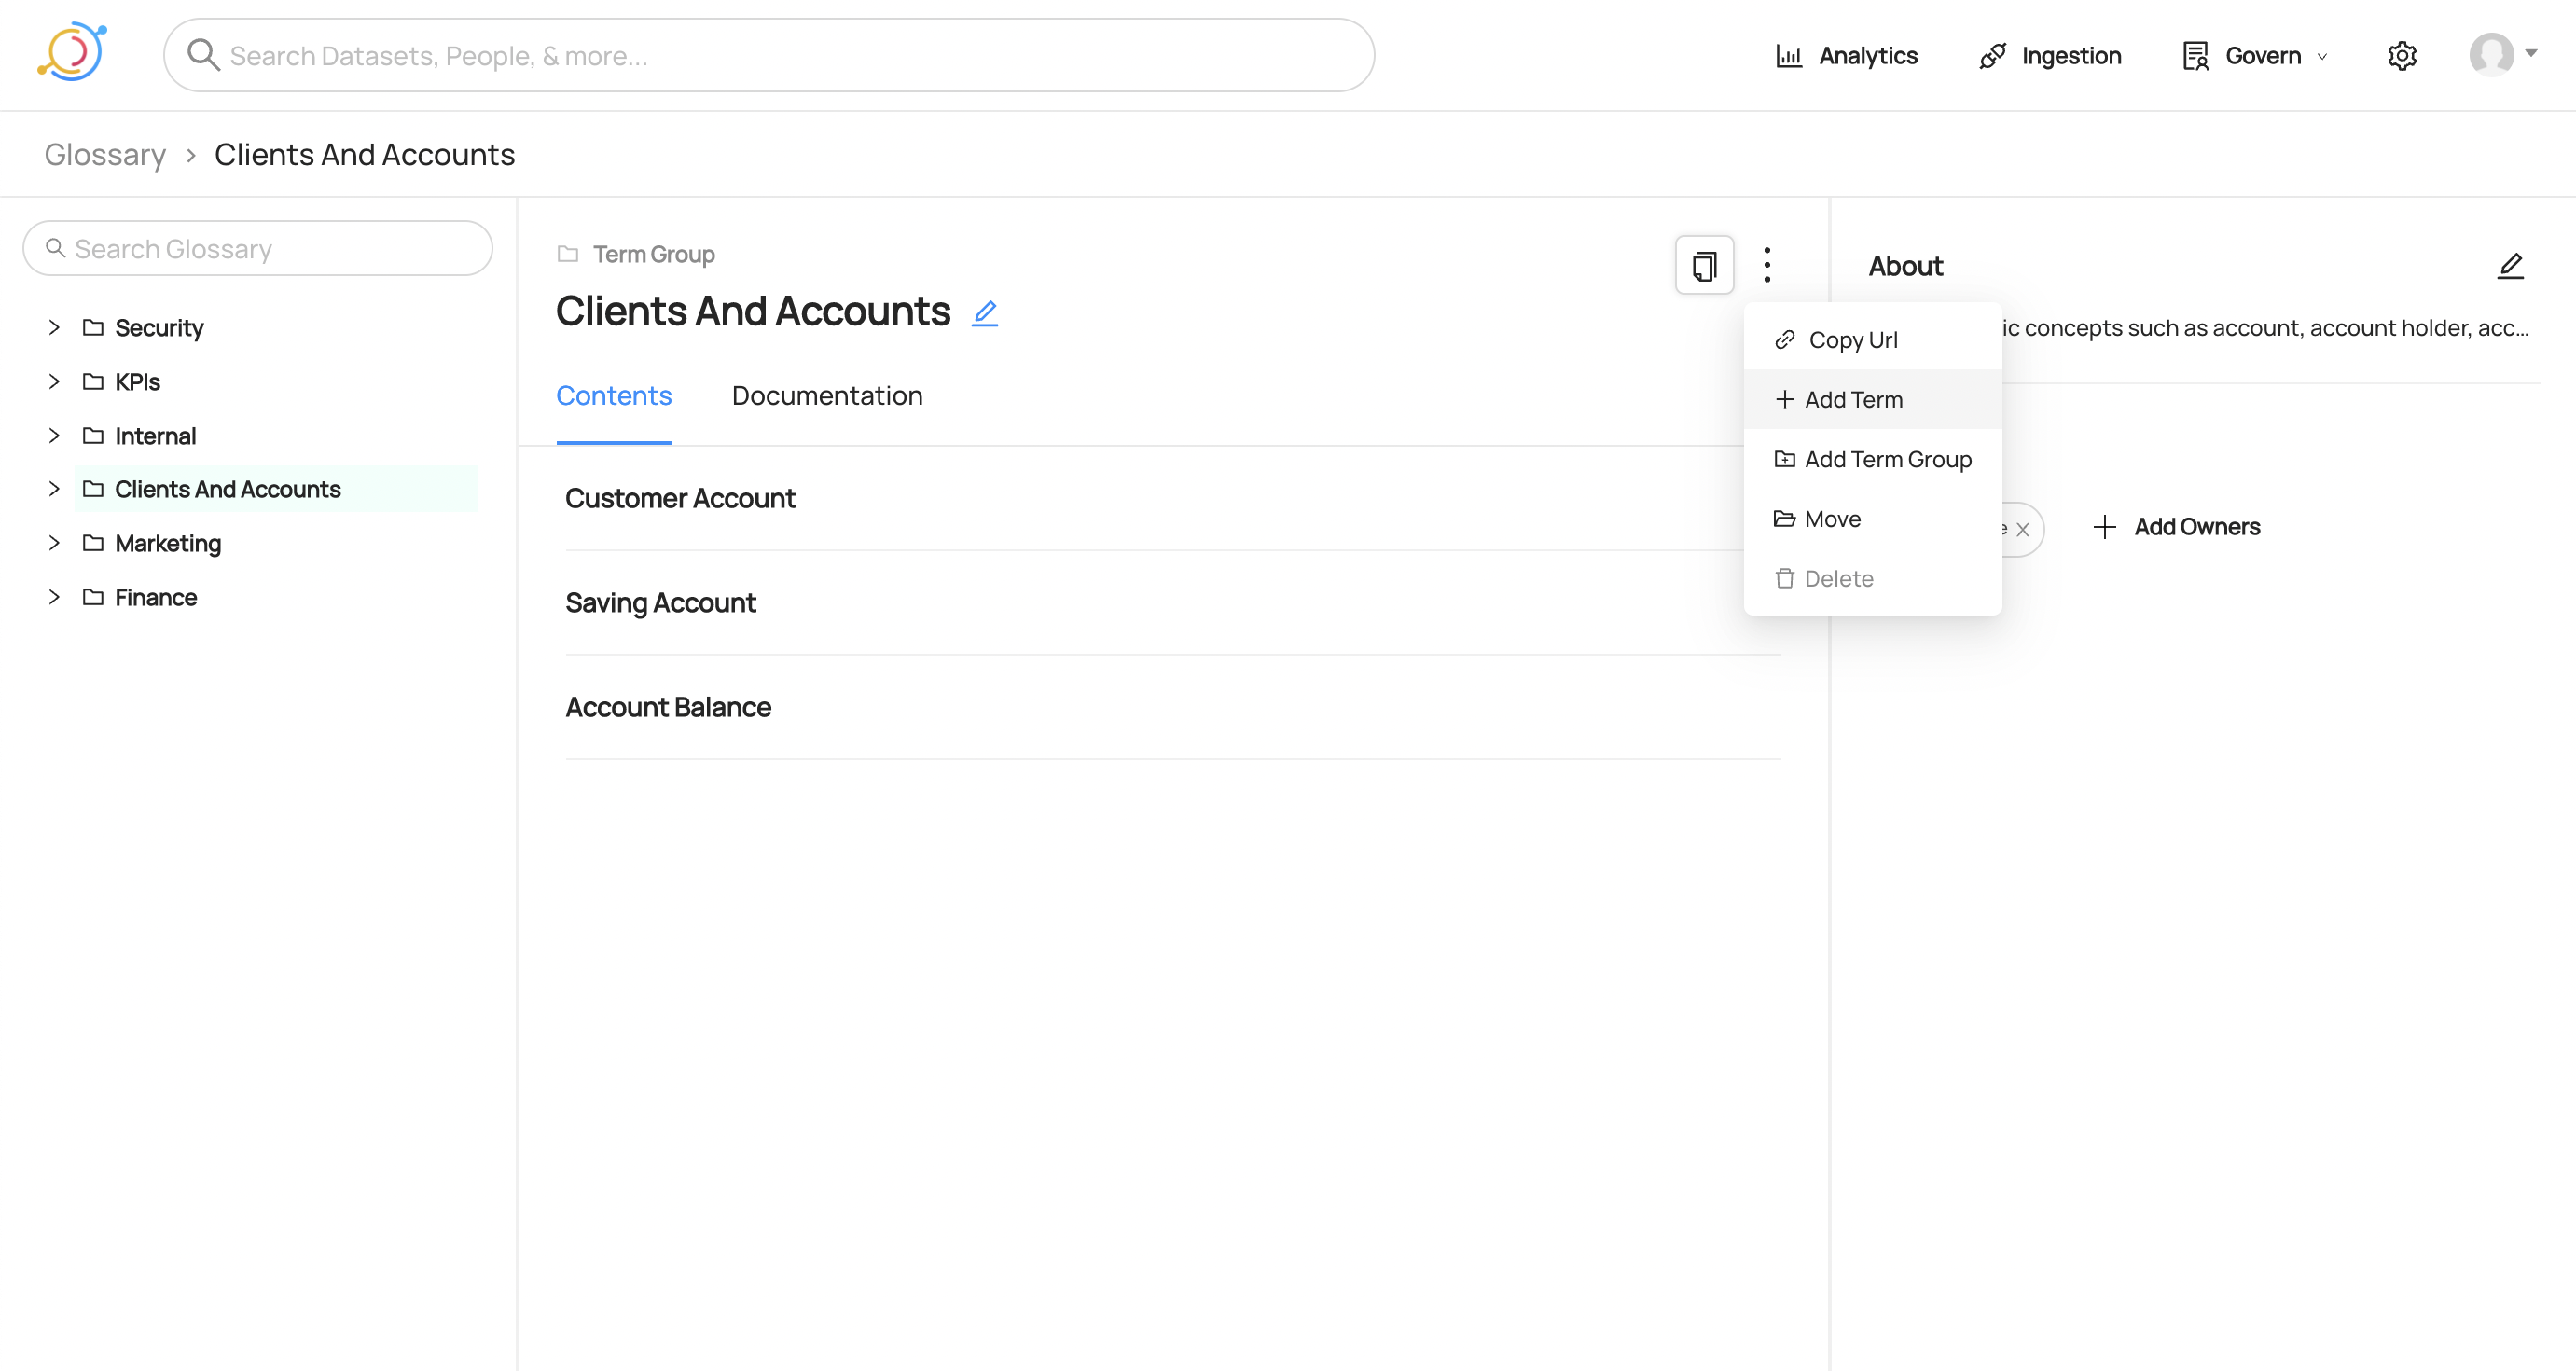 Search Datasets, People, & more...
Analytics
Ingestion
Govern
Glossary > Clients And Accounts
Search Glossary
Security
KPIs
Internal
Clients And Accounts
Marketing
Finance
Term Group
Clients And Accounts
Contents
Documentation
Customer Account
Saving Account
Account Balance
Copy Url
Add Term
Add Term Group
Move
Delete
About
concepts such as account, account holder, acc...
Add Owners